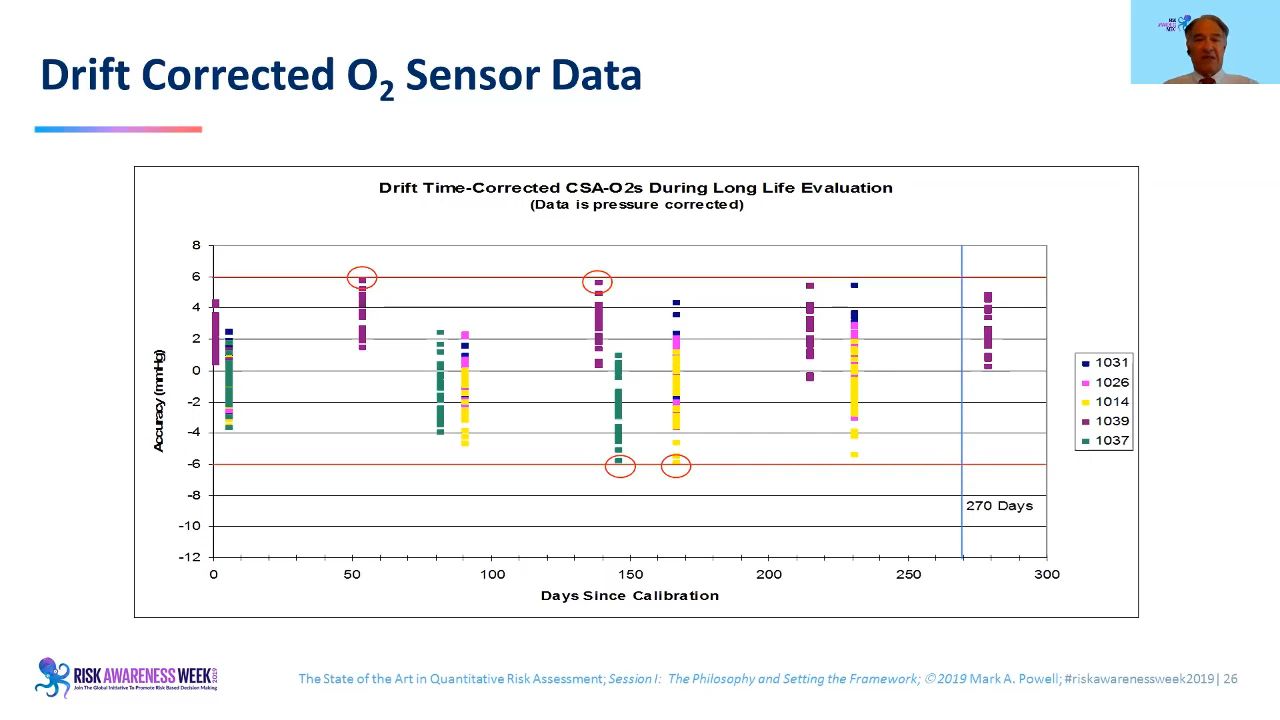 Drift Corrected O2 Sensor Data
Drift Time-Corrected CSA-O2s During Long Life Evaluation
(Data is pressure corrected)
Accuracy (mmHg)
8
6
4
2
0
-2
-4
-6
-8
-10
-12
270 Days
0 50 100 150 200 250 300
Days Since Calibration
1031
1026
1014
1039
1037
RISK AWARENESS WEEK 2019
Join The Global Initiative To Promote Risk Based Decision Making
The State of the Art in Quantitative Risk Assessment; Session I: The Philosophy and Setting the Framework; ©2019 Mark A. Powell; #riskawarenessweek2019| 26